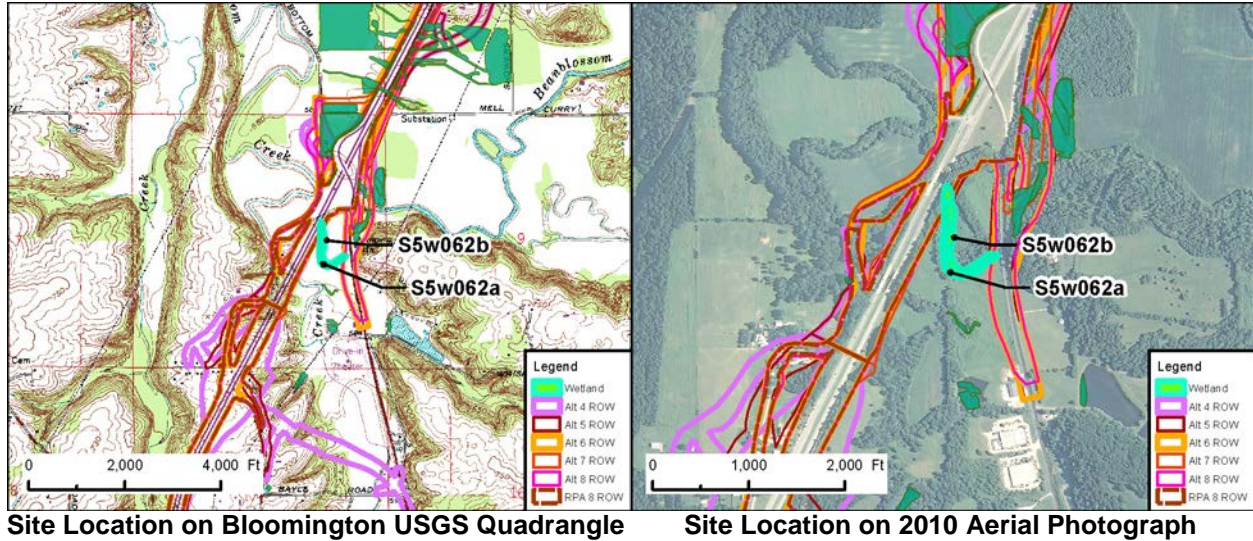 BOTTOM
Beanblossom
MELL
CURRY
Substation
Creek
Creek
9
S5w062b
S5w062a
Creek
Cem
Drive-in
Theater
BAYLES ROAD
0 2,000 4,000 Ft
Legend
Wetland
Alt 4 ROW
Alt 5 ROW
Alt 6 ROW
Alt 7 ROW
Alt 8 ROW
RPA 8 ROW
S5w062b
S5w062a
0 1,000 2,000 Ft
Legend
Wetland
Alt 4 ROW
Alt 5 ROW
Alt 6 ROW
Alt 7 ROW
Alt 8 ROW
RPA 8 ROW
Site Location on Bloomington USGS Quadrangle
Site Location on 2010 Aerial Photograph